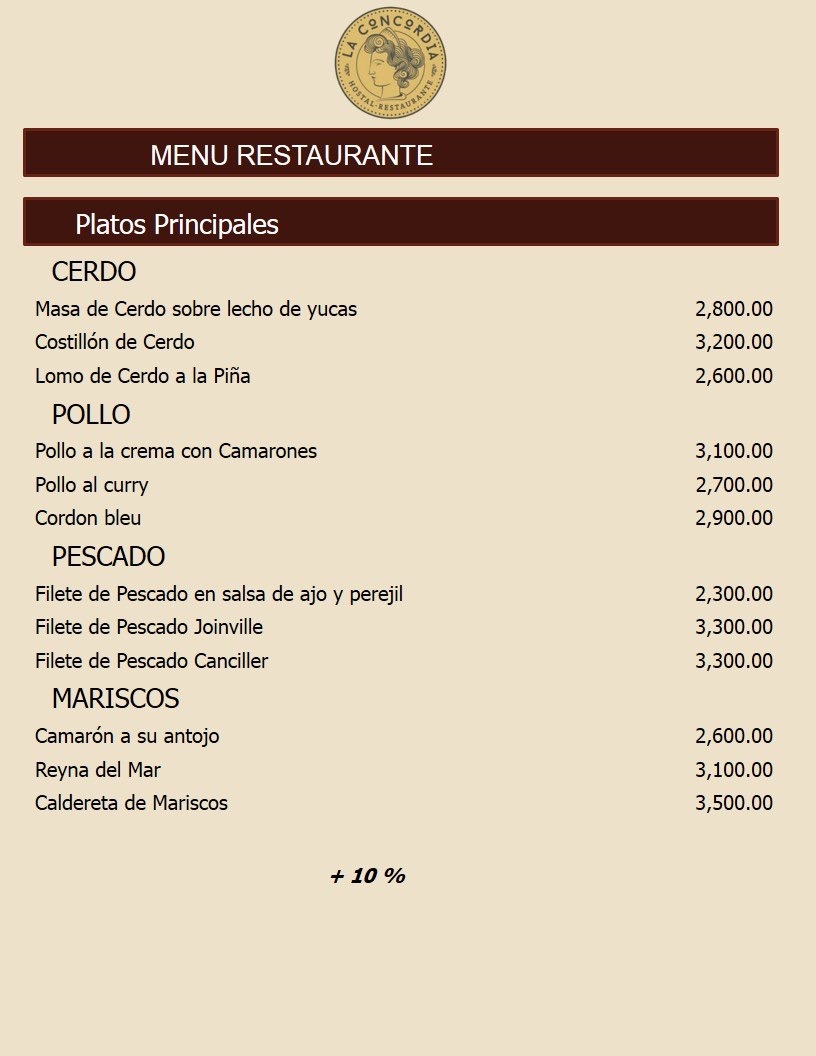 LA CONCORDIA
HOSTAL-RESTAURANTE
MENU RESTAURANTE
Platos Principales
CERDO
Masa de Cerdo sobre lecho de yucas 2,800.00
Costillón de Cerdo 3,200.00
Lomo de Cerdo a la Piña 2,600.00
POLLO
Pollo a la crema con Camarones 3,100.00
Pollo al curry 2,700.00
Cordon bleu 2,900.00
PESCADO
Filete de Pescado en salsa de ajo y perejil 2,300.00
Filete de Pescado Joinville 3,300.00
Filete de Pescado Canciller 3,300.00
MARISCOS
Camarón a su antojo 2,600.00
Reyna del Mar 3,100.00
Caldereta de Mariscos 3,500.00
+ 10 %